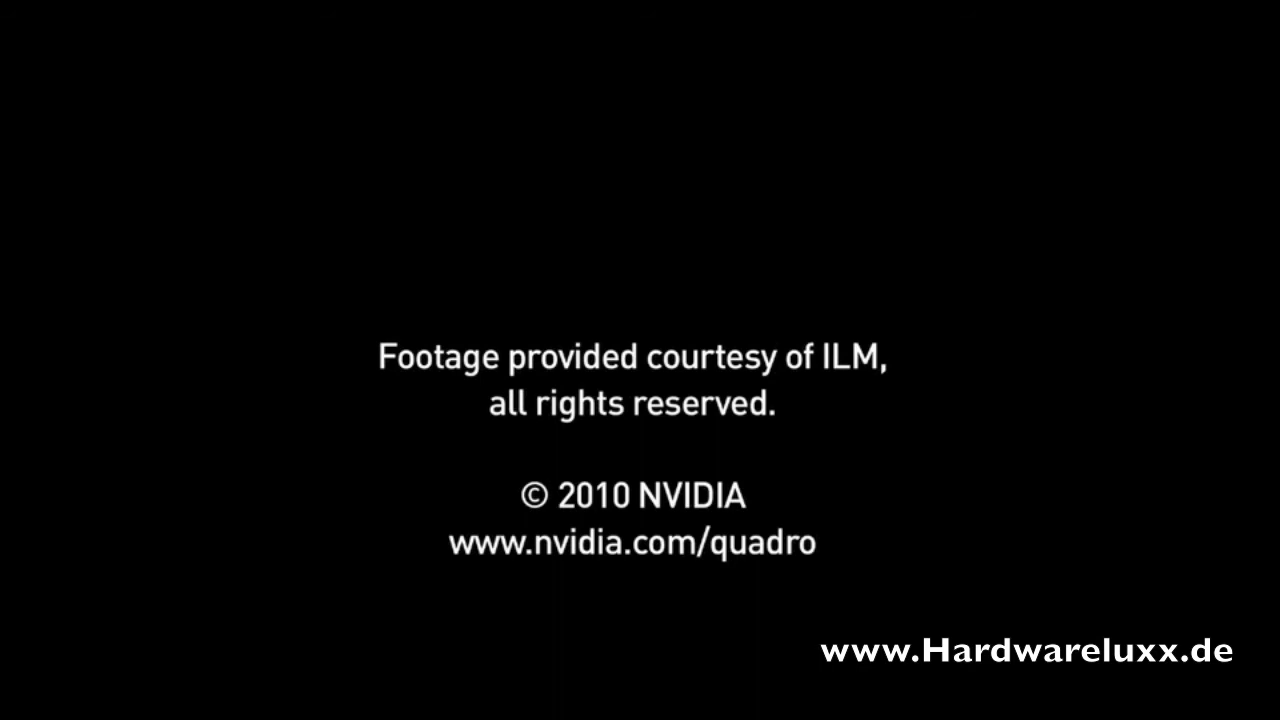 Footage provided courtesy of ILM,
all rights reserved.
© 2010 NVIDIA
www.nvidia.com/quadro
www.Hardwareluxx.de